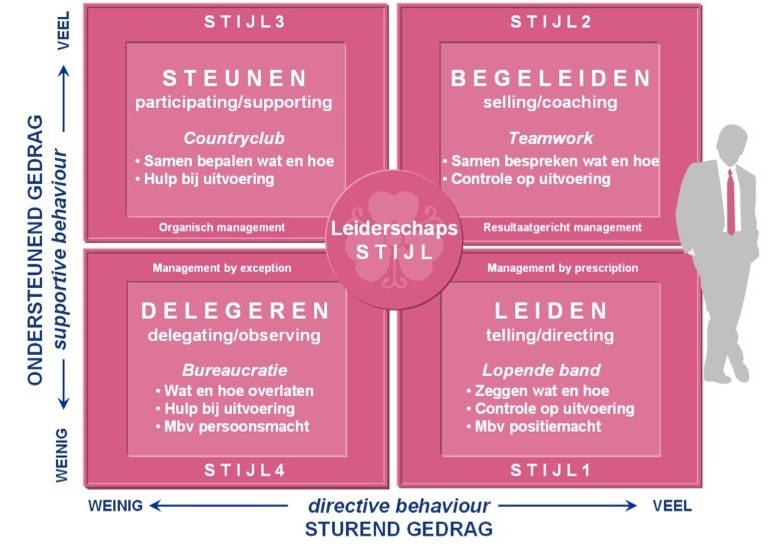 STIJL3
STEUNEN
participating/supporting
Countryclub
• Samen bepalen wat en hoe
• Hulp bij uitvoering
Organisch management
STIJL2
BEGELEIDEN
selling/coaching
Teamwork
• Samen bespreken wat en hoe
• Controle op uitvoering
Resultaatgericht management
Leiderschaps
STIJL
Management by exception
DELEGEREN
delegating/observing
Bureaucratie
• Wat en hoe overlaten
• Hulp bij uitvoering
• Mbv persoonsmacht
STIJL4
Management by prescription
LEIDEN
telling/directing
Lopende band
• Zeggen wat en hoe
• Controle op uitvoering
• Mbv positiemacht
STIJL1
VEEL
ONDERSTEUNEND GEDRAG
supportive behaviour
WEINIG
WEINIG
directive behaviour
VEEL
STUREND GEDRAG